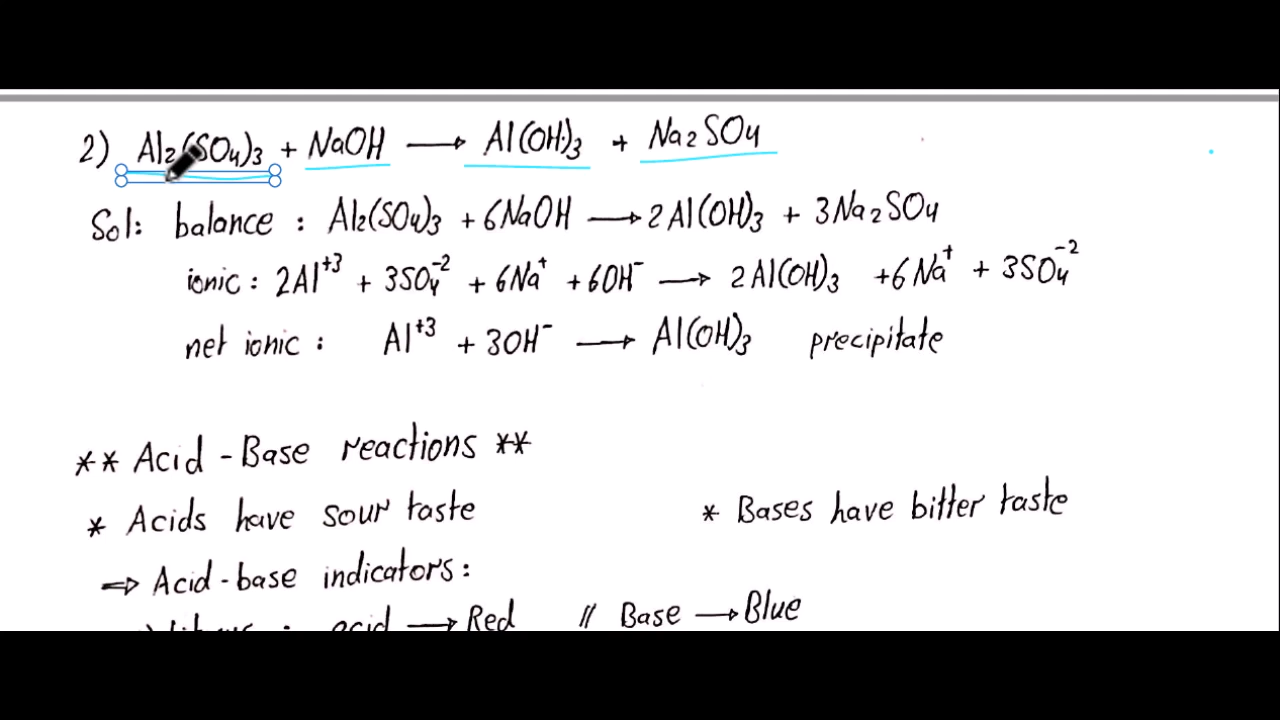 2) Al₂(SO₄)₃ + NaOH → Al(OH)₃ + Na₂SO₄
Sol: balance : Al₂(SO₄)₃ + 6NaOH → 2Al(OH)₃ + 3Na₂SO₄
ionic : 2Al⁺³ + 3SO₄⁻² + 6Na⁺ + 6OH⁻ → 2Al(OH)₃ + 6Na⁺ + 3SO₄⁻²
net ionic : Al⁺³ + 3OH⁻ → Al(OH)₃ precipitate
** Acid - Base reactions **
* Acids have sour taste * Bases have bitter taste
⇒ Acid - base indicators :
: acid → Red // Base → Blue